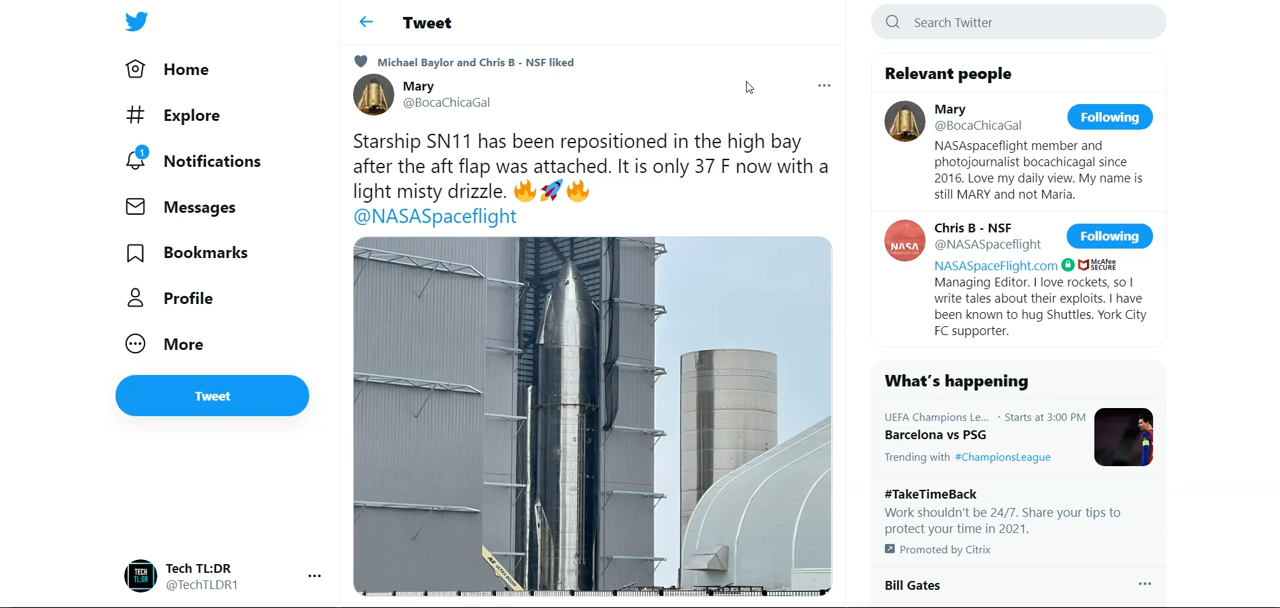 Home
Explore
1
Notifications
Messages
Bookmarks
Profile
More
Tweet
Tech TL:DR
@TechTLDR1
TECH
TL;DR
Tweet
Michael Baylor and Chris B - NSF liked
Mary
@BocaChicaGal
Starship SN11 has been repositioned in the high bay
after the aft flap was attached. It is only 37 F now with a
light misty drizzle. 🔥🚀🔥
@NASASpaceflight
Search Twitter
Relevant people
Mary
@BocaChicaGal
Following
NASAspaceflight member and
photojournalist bocachicagal since
2016. Love my daily view. My name is
still MARY and not Maria.
NASA
Chris B - NSF
@NASASpaceflight
Following
NASASpaceFlight.com
McAfee
SECURE
Managing Editor. I love rockets, so I
write tales about their exploits. I have
been known to hug Shuttles. York City
FC supporter.
What's happening
UEFA Champions Le... · Starts at 3:00 PM
Barcelona vs PSG
Trending with #ChampionsLeague
#TakeTimeBack
Work shouldn't be 24/7. Share your tips to
protect your time in 2021.
Promoted by Citrix
Bill Gates